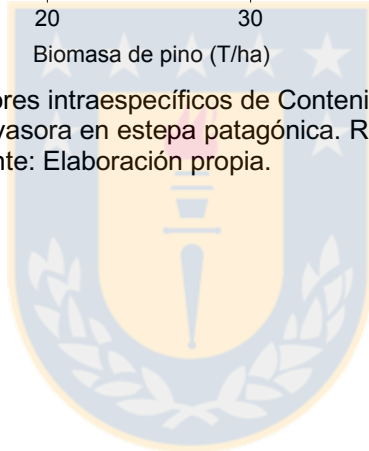 20 30
Biomasa de pino (T/ha)
ores intraespecíficos de Conteni
vasora en estepa patagónica. R
nte: Elaboración propia.